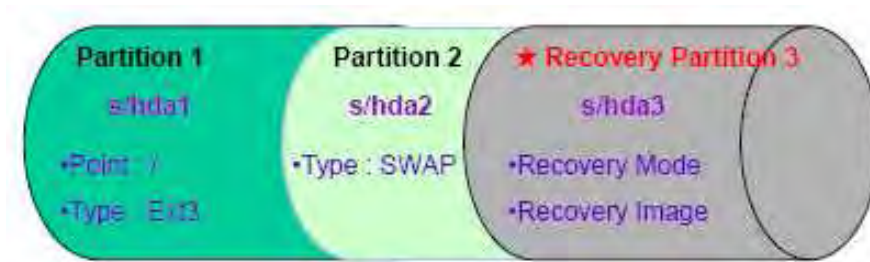 Partition 1
s/hda1
•Point : /
•Type : Ext3
Partition 2
s/hda2
•Type : SWAP
★ Recovery Partition 3
s/hda3
•Recovery Mode
•Recovery Image